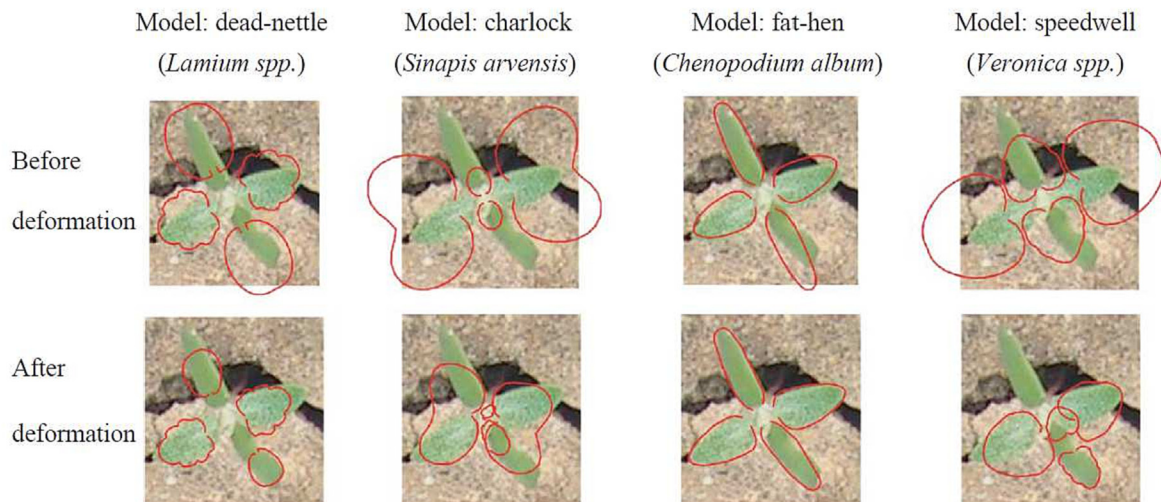 Model: dead-nettle
(Lamium spp.)
Model: charlock
(Sinapis arvensis)
Model: fat-hen
(Chenopodium album)
Model: speedwell
(Veronica spp.)
Before
deformation
After
deformation